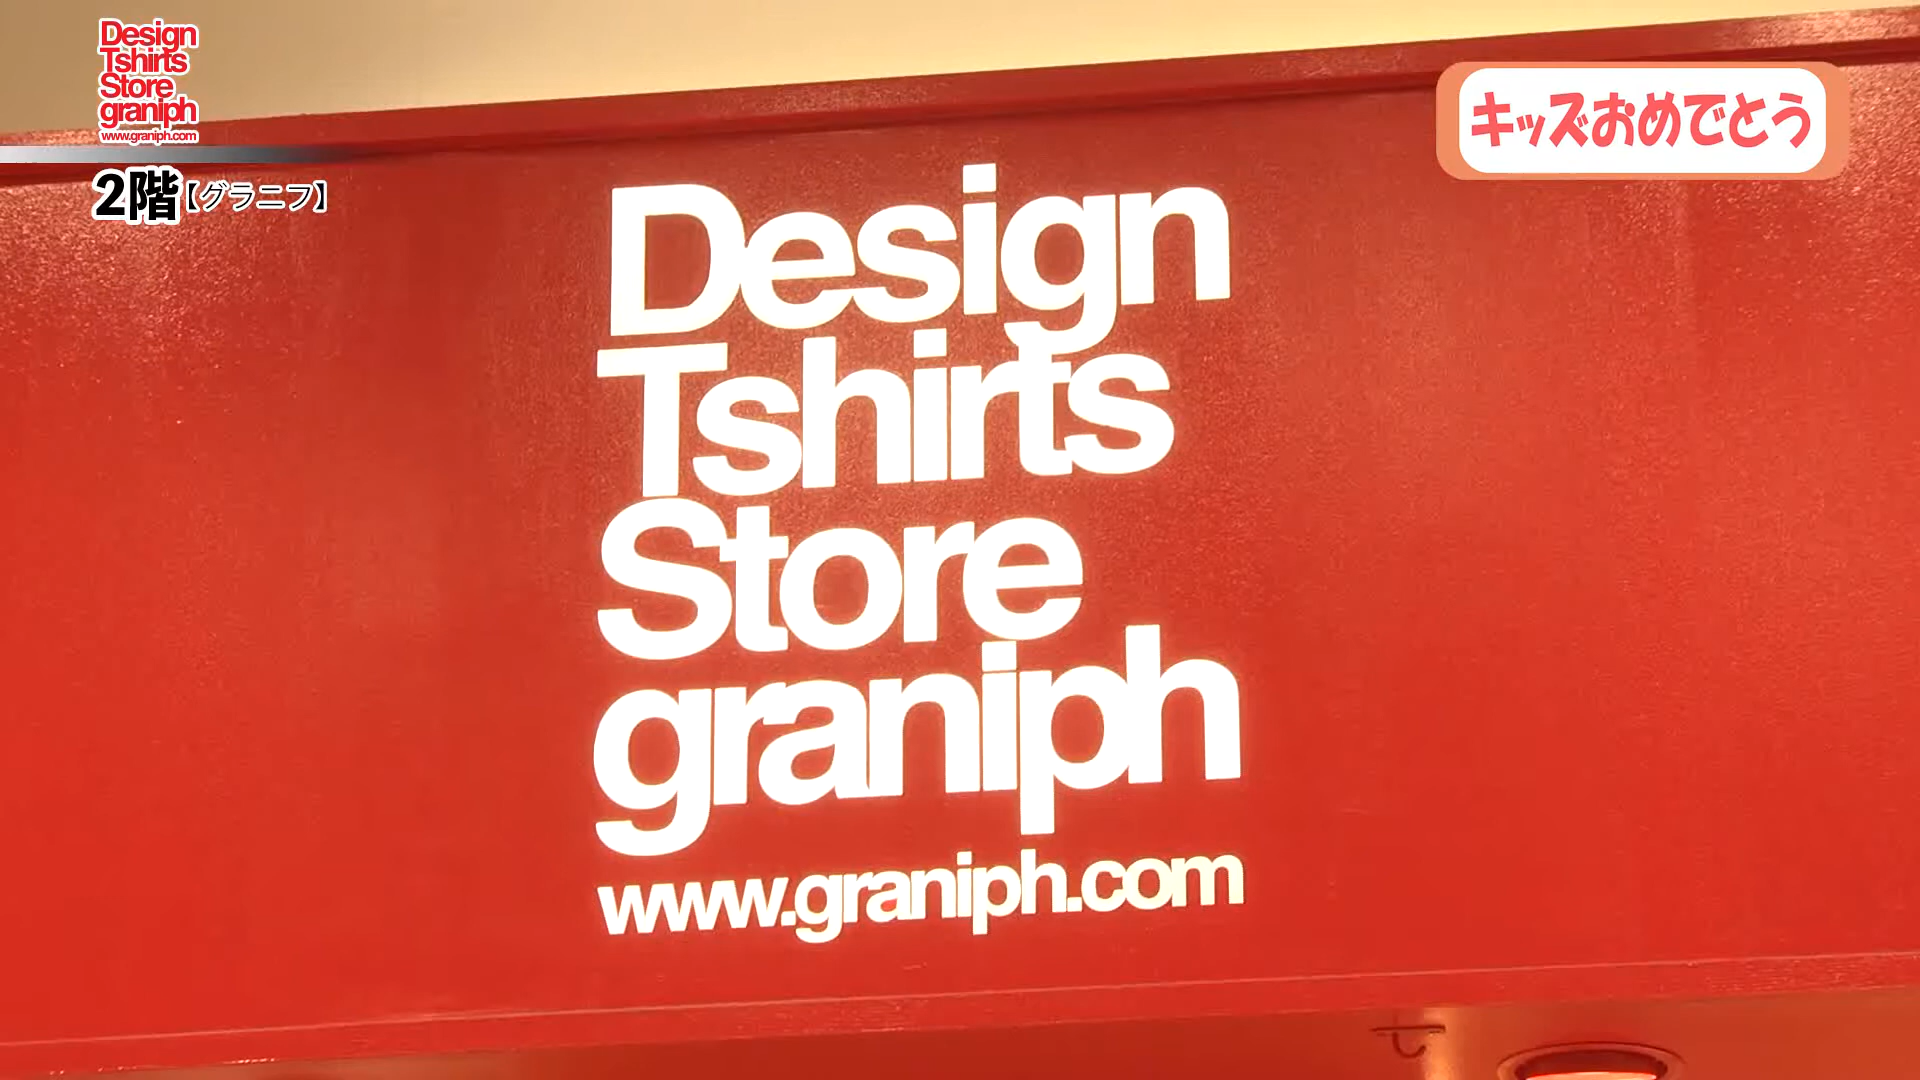 Design
Tshirts
Store
graniph
www.graniph.com
2階【グラニフ】
キッズおめでとう
Design
Tshirts
Store
graniph
www.graniph.com